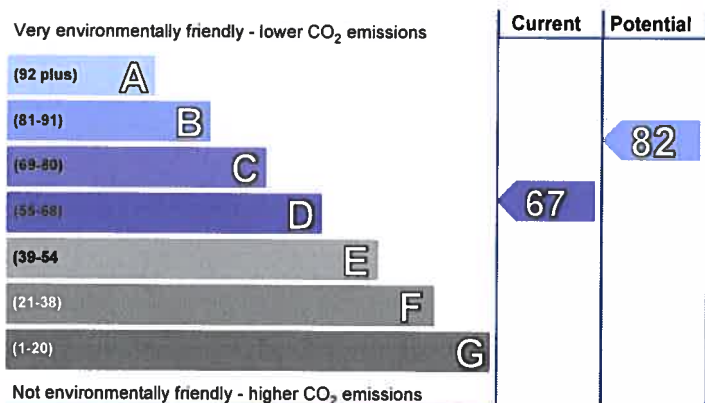 Very environmentally friendly - lower CO₂ emissions
Current
Potential
(92 plus) A
(81-91) B
82
(69-80) C
(55-68) D
67
(39-54 E
(21-38) F
(1-20) G
Not environmentally friendly - higher CO₂ emissions